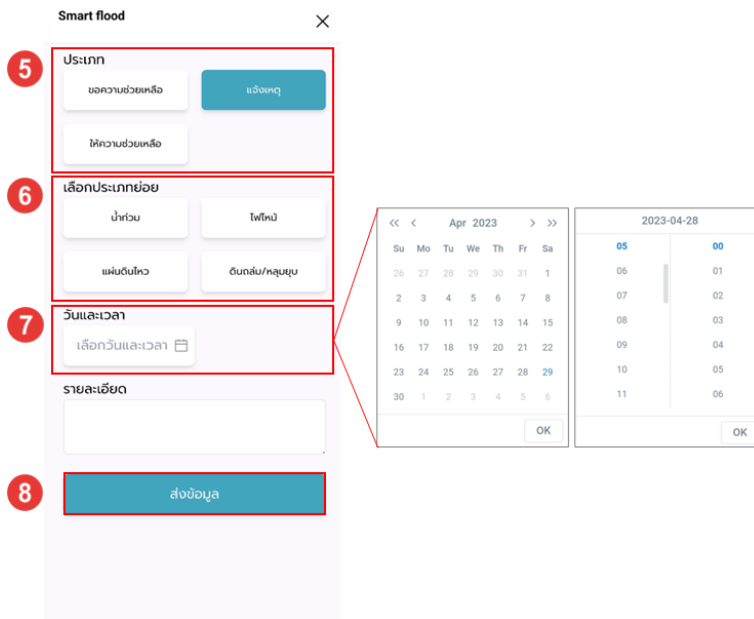 Smart flood
5
ประเภท
ขอความช่วยเหลือ แจ้งเหตุ
ให้ความช่วยเหลือ
6
เลือกประเภทย่อย
น้ำท่วม ไฟไหม้
แผ่นดินไหว ดินถล่ม/หลุมยุบ
7
วันและเวลา
เลือกวันและเวลา
รายละเอียด
8
ส่งข้อมูล
<< < Apr 2023 > >>
Su Mo Tu We Th Fr Sa
26 27 28 29 30 31 1
2 3 4 5 6 7 8
9 10 11 12 13 14 15
16 17 18 19 20 21 22
23 24 25 26 27 28 29
30 1 2 3 4 5 6
OK
2023-04-28
05 00
06 01
07 02
08 03
09 04
10 05
11 06
OK